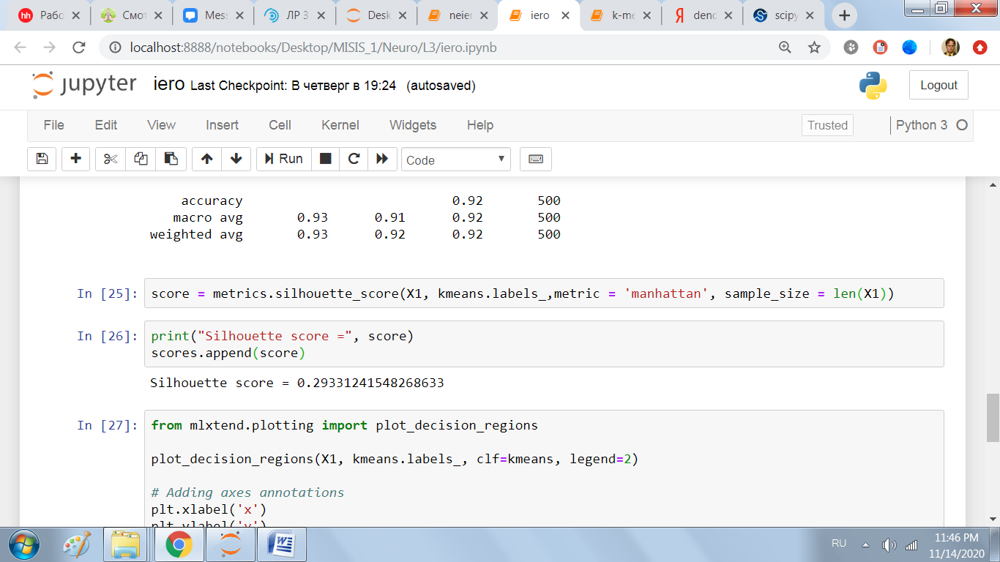 hh Рабо
Смот
Mess
ЛР 3
Desk
neier
iero
k-me
Я dend
scipy
localhost:8888/notebooks/Desktop/MISIS_1/Neuro/L3/iero.ipynb
jupyter iero Last Checkpoint: В четверг в 19:24 (autosaved)
Logout
File Edit View Insert Cell Kernel Widgets Help
Trusted Python 3
Run Code
accuracy 0.92 500
macro avg 0.93 0.91 0.92 500
weighted avg 0.93 0.92 0.92 500
In [25]: score = metrics.silhouette_score(X1, kmeans.labels_,metric = 'manhattan', sample_size = len(X1))
In [26]: print("Silhouette score =", score)
scores.append(score)
Silhouette score = 0.29331241548268633
In [27]: from mlxtend.plotting import plot_decision_regions
plot_decision_regions(X1, kmeans.labels_, clf=kmeans, legend=2)
# Adding axes annotations
plt.xlabel('x')
plt.ylabel('y')
RU
11:46 PM
11/14/2020